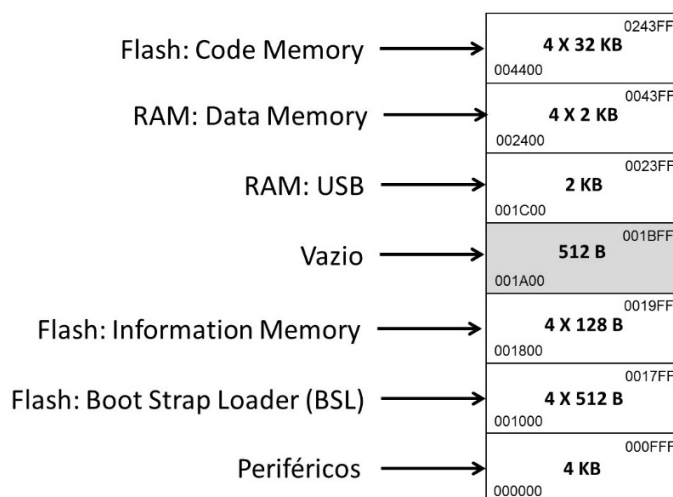 0243FF
Flash: Code Memory 4 X 32 KB
004400
0043FF
RAM: Data Memory 4 X 2 KB
002400
0023FF
RAM: USB 2 KB
001C00
001BFF
Vazio 512 B
001A00
0019FF
Flash: Information Memory 4 X 128 B
001800
0017FF
Flash: Boot Strap Loader (BSL) 4 X 512 B
001000
000FFF
Periféricos 4 KB
000000